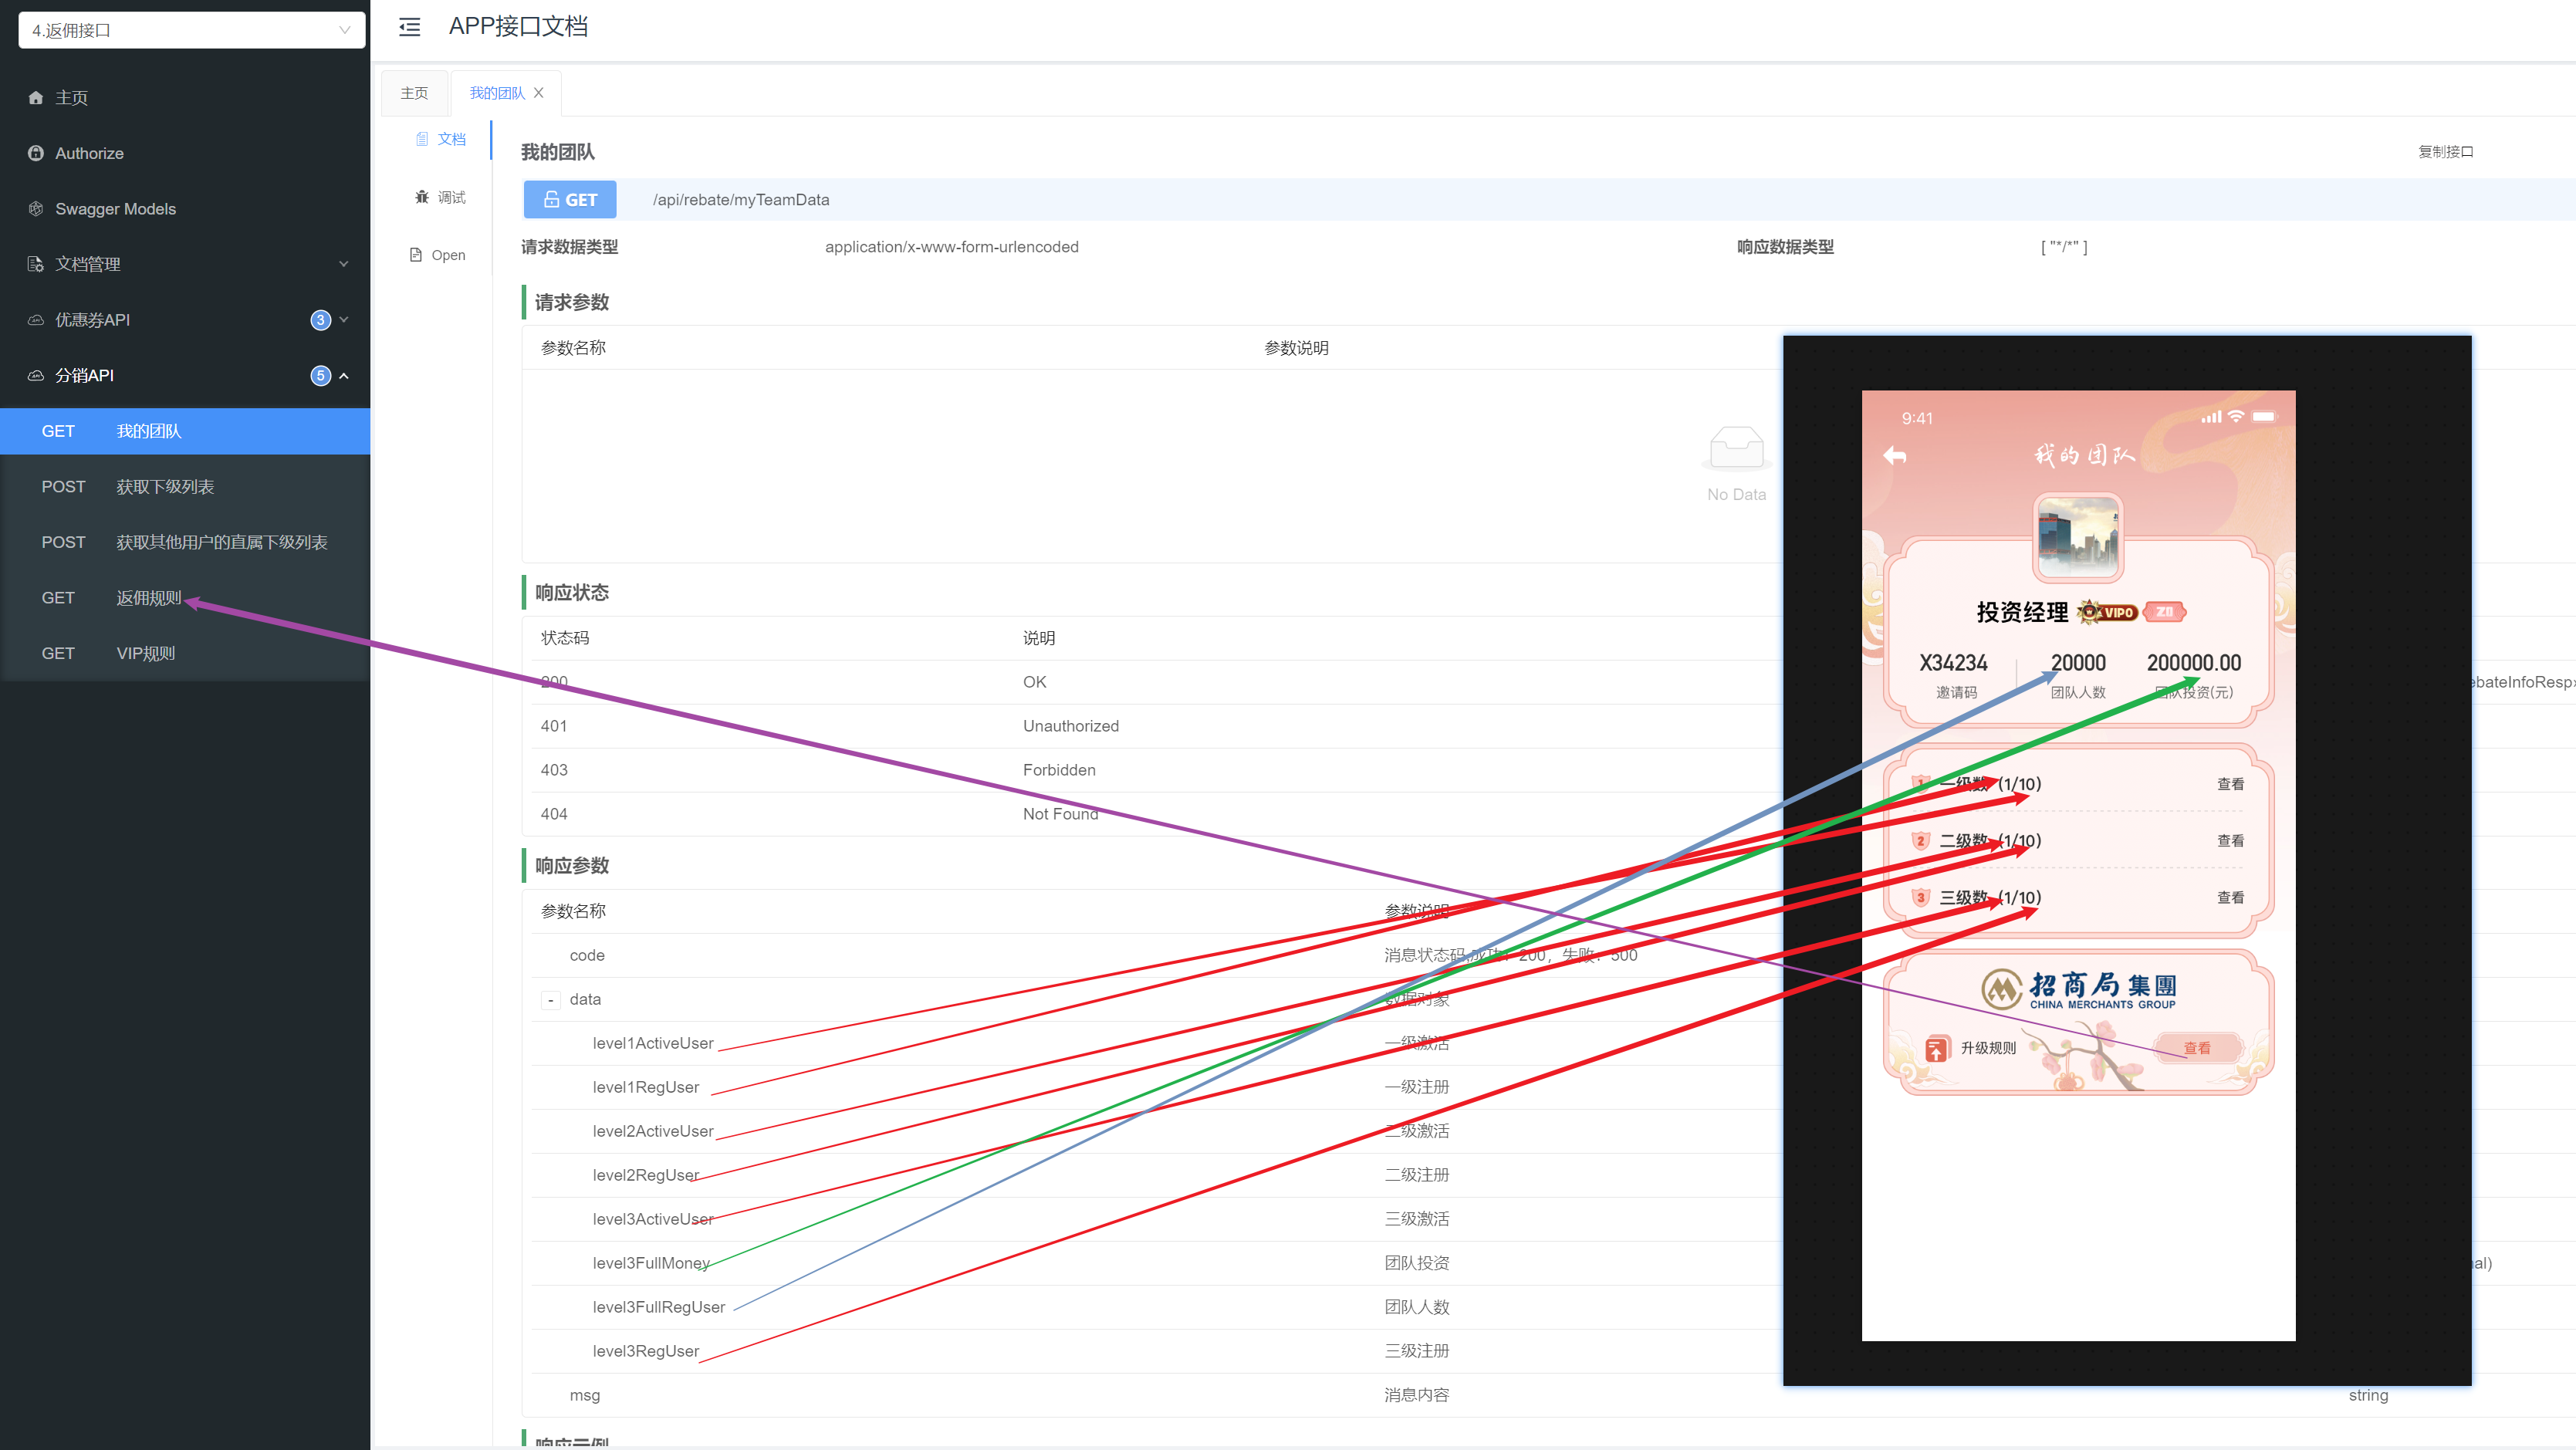 4.返佣接口
主页
Authorize
Swagger Models
文档管理
优惠券API
3
分销API
5
GET 我的团队
POST 获取下级列表
POST 获取其他用户的直属下级列表
GET 返佣规则
GET VIP规则
APP接口文档
主页
我的团队
文档
调试
Open
我的团队
复制接口
GET /api/rebate/myTeamData
请求数据类型 application/x-www-form-urlencoded 响应数据类型 [ "*/*" ]
请求参数
参数名称 参数说明
No Data
响应状态
状态码 说明
200 OK
ebateInfoResp»
401 Unauthorized
403 Forbidden
404 Not Found
响应参数
参数名称 参数说明
code 消息状态码,成功：200，失败：500
- data 数据对象
level1ActiveUser 一级激活
level1RegUser 一级注册
level2ActiveUser 二级激活
level2RegUser 二级注册
level3ActiveUser 三级激活
level3FullMoney 团队投资
level3FullRegUser 团队人数
level3RegUser 三级注册
msg 消息内容 string
响应示例
9:41
我的团队
投资经理 VIP0
X34234 20000 200000.00
邀请码 团队人数 团队投资(元)
1 一级数 (1/10) 查看
2 二级数 (1/10) 查看
3 三级数 (1/10) 查看
招商局集團
CHINA MERCHANTS GROUP
升级规则 查看